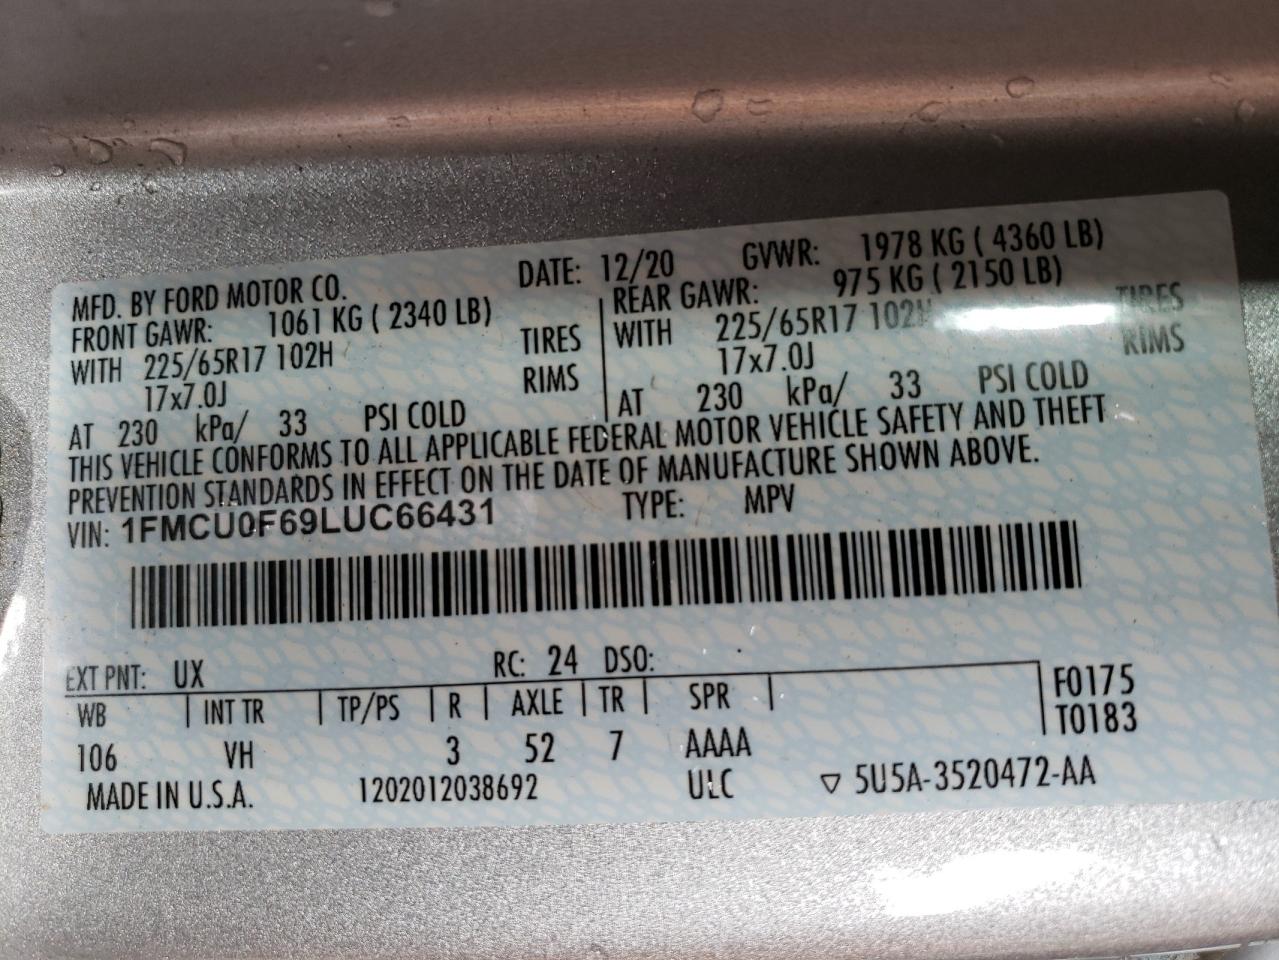 MFD. BY FORD MOTOR CO. DATE: 12/20 GVWR: 1978 KG ( 4360 LB)
FRONT GAWR: 1061 KG ( 2340 LB) REAR GAWR: 975 KG ( 2150 LB)
WITH 225/65R17 102H TIRES WITH 225/65R17 102H TIRES
17x7.0J RIMS 17x7.0J RIMS
AT 230 kPa/ 33 PSI COLD AT 230 kPa/ 33 PSI COLD
THIS VEHICLE CONFORMS TO ALL APPLICABLE FEDERAL MOTOR VEHICLE SAFETY AND THEFT
PREVENTION STANDARDS IN EFFECT ON THE DATE OF MANUFACTURE SHOWN ABOVE.
VIN: 1FMCU0F69LUC66431 TYPE: MPV
EXT PNT: UX RC: 24 DSO:
WB INT TR TP/PS R AXLE TR SPR F0175
T0183
106 VH 3 52 7 AAAA
MADE IN U.S.A. 1202012038692 ULC ▽ 5U5A-3520472-AA